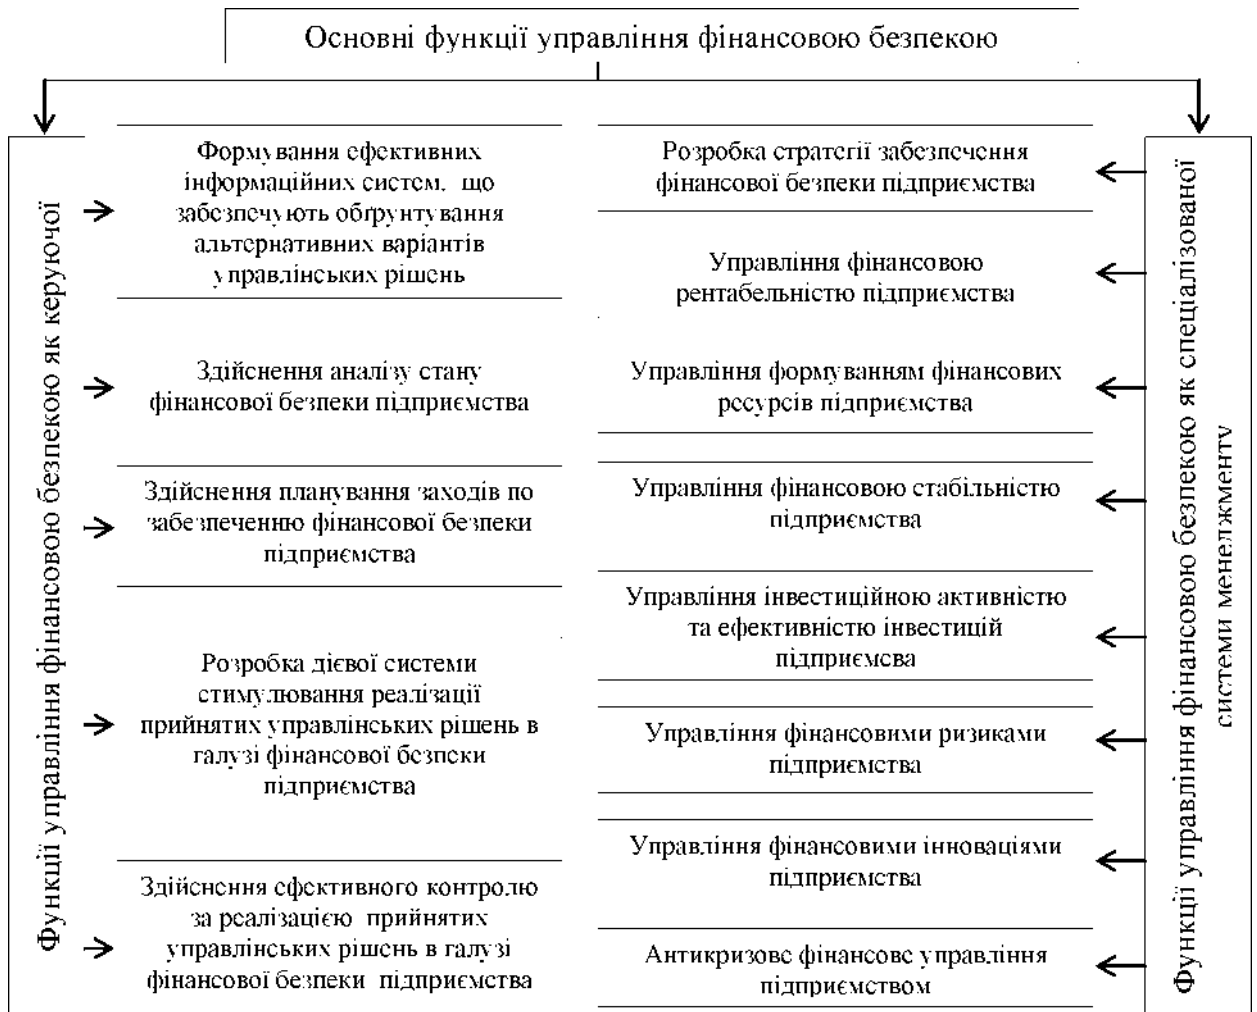 Основні функції управління фінансовою безпекою
Функції управління фінансовою безпекою як керуючої
Формування ефективних
інформаційних систем, що
забезпечують обґрунтування
альтернативних варіантів
управлінських рішень
Здійснення аналізу стану
фінансової безпеки підприємства
Здійснення планування заходів по
забезпеченню фінансової безпеки
підприємства
Розробка дієвої системи
стимулювання реалізації
прийнятих управлінських рішень в
галузі фінансової безпеки
підприємства
Здійснення ефективного контролю
за реалізацією прийнятих
управлінських рішень в галузі
фінансової безпеки підприємства
Розробка стратегії забезпечення
фінансової безпеки підприємства
Управління фінансовою
рентабельністю підприємства
Управління формуванням фінансових
ресурсів підприємства
Управління фінансовою стабільністю
підприємства
Управління інвестиційною активністю
та ефективністю інвестицій
підприємсва
Управління фінансовими ризиками
підприємства
Управління фінансовими інноваціями
підприємства
Антикризове фінансове управління
підприємством
Функції управління фінансовою безпекою як спеціалізованої
системи менеджменту